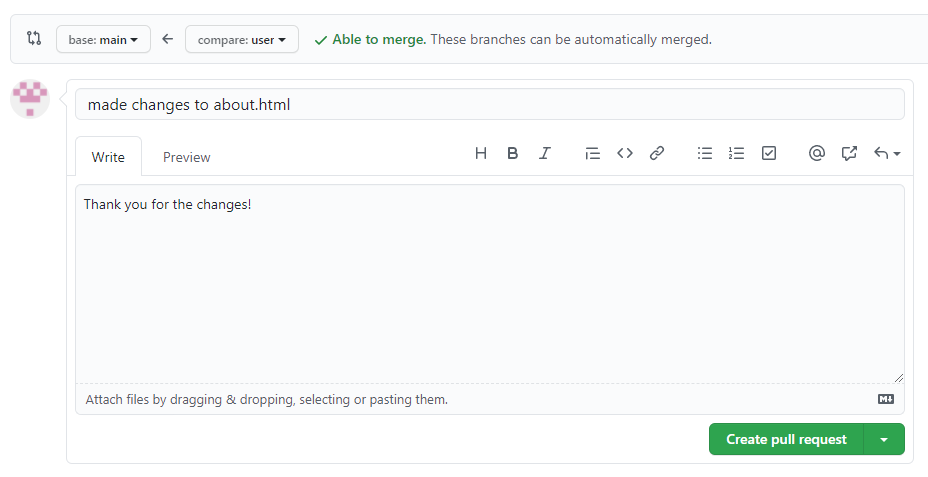 base: main compare: user Able to merge. These branches can be automatically merged.
made changes to about.html
Write Preview H B I
Thank you for the changes!
Attach files by dragging & dropping, selecting or pasting them.
Create pull request